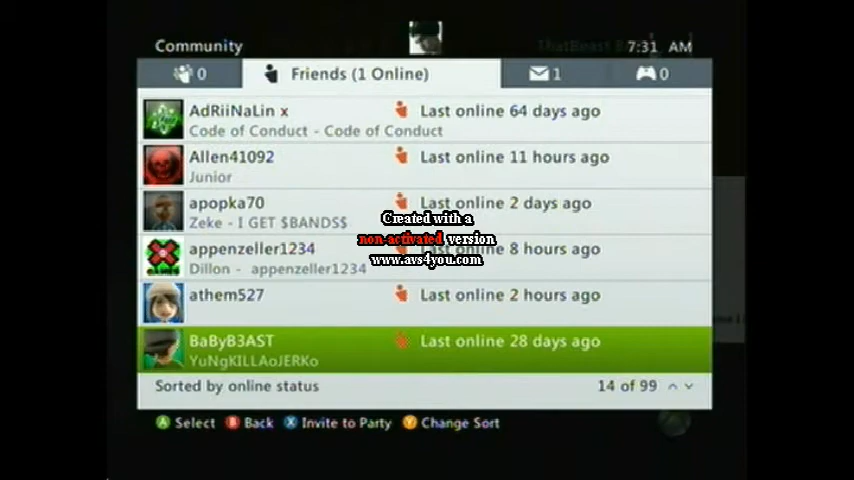 Community
7:31 AM
0
Friends (1 Online)
1
0
AdRiiNaLin x
Last online 64 days ago
Code of Conduct - Code of Conduct
Allen41092
Last online 11 hours ago
Junior
apopka70
Last online 2 days ago
Zeke - I GET $BANDS$
Created with a
non-activated version
www.avs4you.com
appenzeller1234
Last online 8 hours ago
Dillon - appenzeller1234
athem527
Last online 2 hours ago
BaByB3AST
Last online 28 days ago
YuNgKILLAoJERKo
Sorted by online status
14 of 99
A Select B Back X Invite to Party Y Change Sort